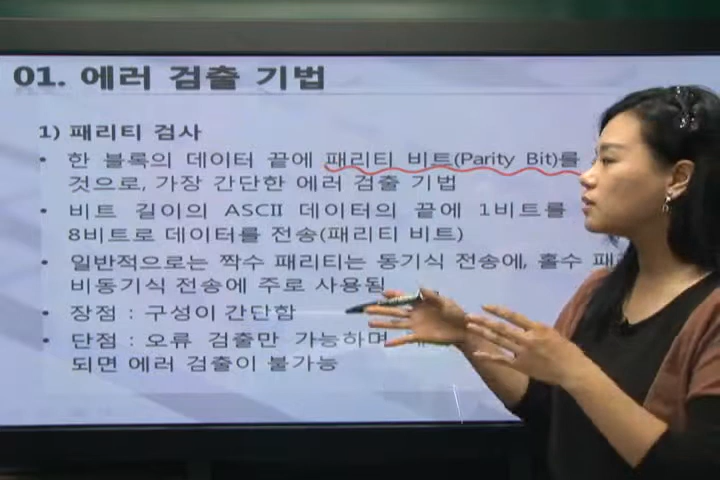 01. 에러 검출 기법
1) 패리티 검사
• 한 블록의 데이터 끝에 패리티 비트(Parity Bit)를
것으로, 가장 간단한 에러 검출 기법
• 비트 길이의 ASCII 데이터의 끝에 1비트를
8비트로 데이터를 전송(패리티 비트)
• 일반적으로는 짝수 패리티는 동기식 전송에, 홀수
비동기식 전송에 주로 사용됨
• 장점 : 구성이 간단함
• 단점 : 오류 검출만 가능하며
되면 에러 검출이 불가능